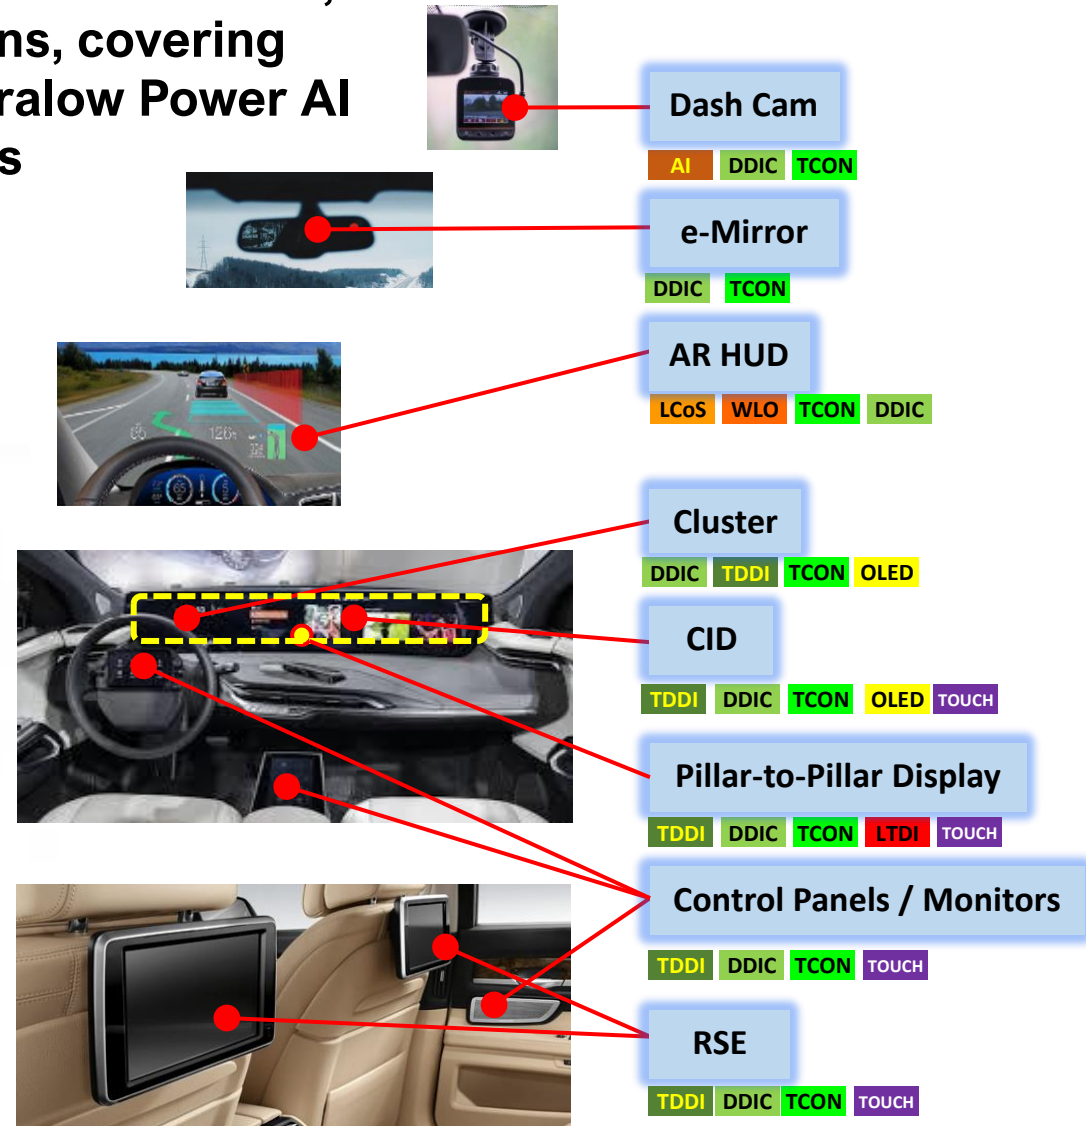 ns, covering
ralow Power AI
s
Dash Cam
AI DDIC TCON
e-Mirror
DDIC TCON
AR HUD
LCoS WLO TCON DDIC
Cluster
DDIC TDDI TCON OLED
CID
TDDI DDIC TCON OLED TOUCH
Pillar-to-Pillar Display
TDDI DDIC TCON LTDI TOUCH
Control Panels / Monitors
TDDI DDIC TCON TOUCH
RSE
TDDI DDIC TCON TOUCH